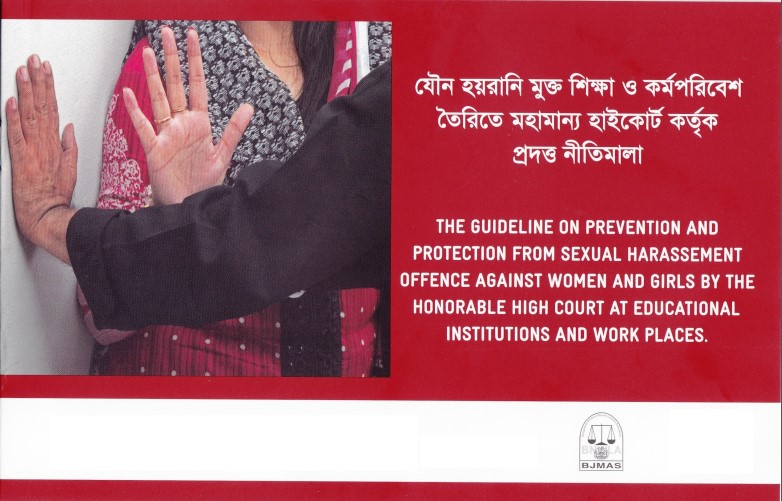 যৌন হয়রানি মুক্ত শিক্ষা ও কর্মপরিবেশ
তৈরিতে মহামান্য হাইকোর্ট কর্তৃক
প্রদত্ত নীতিমালা
THE GUIDELINE ON PREVENTION AND
PROTECTION FROM SEXUAL HARASSEMENT
OFFENCE AGAINST WOMEN AND GIRLS BY THE
HONORABLE HIGH COURT AT EDUCATIONAL
INSTITUTIONS AND WORK PLACES.
BJMAS